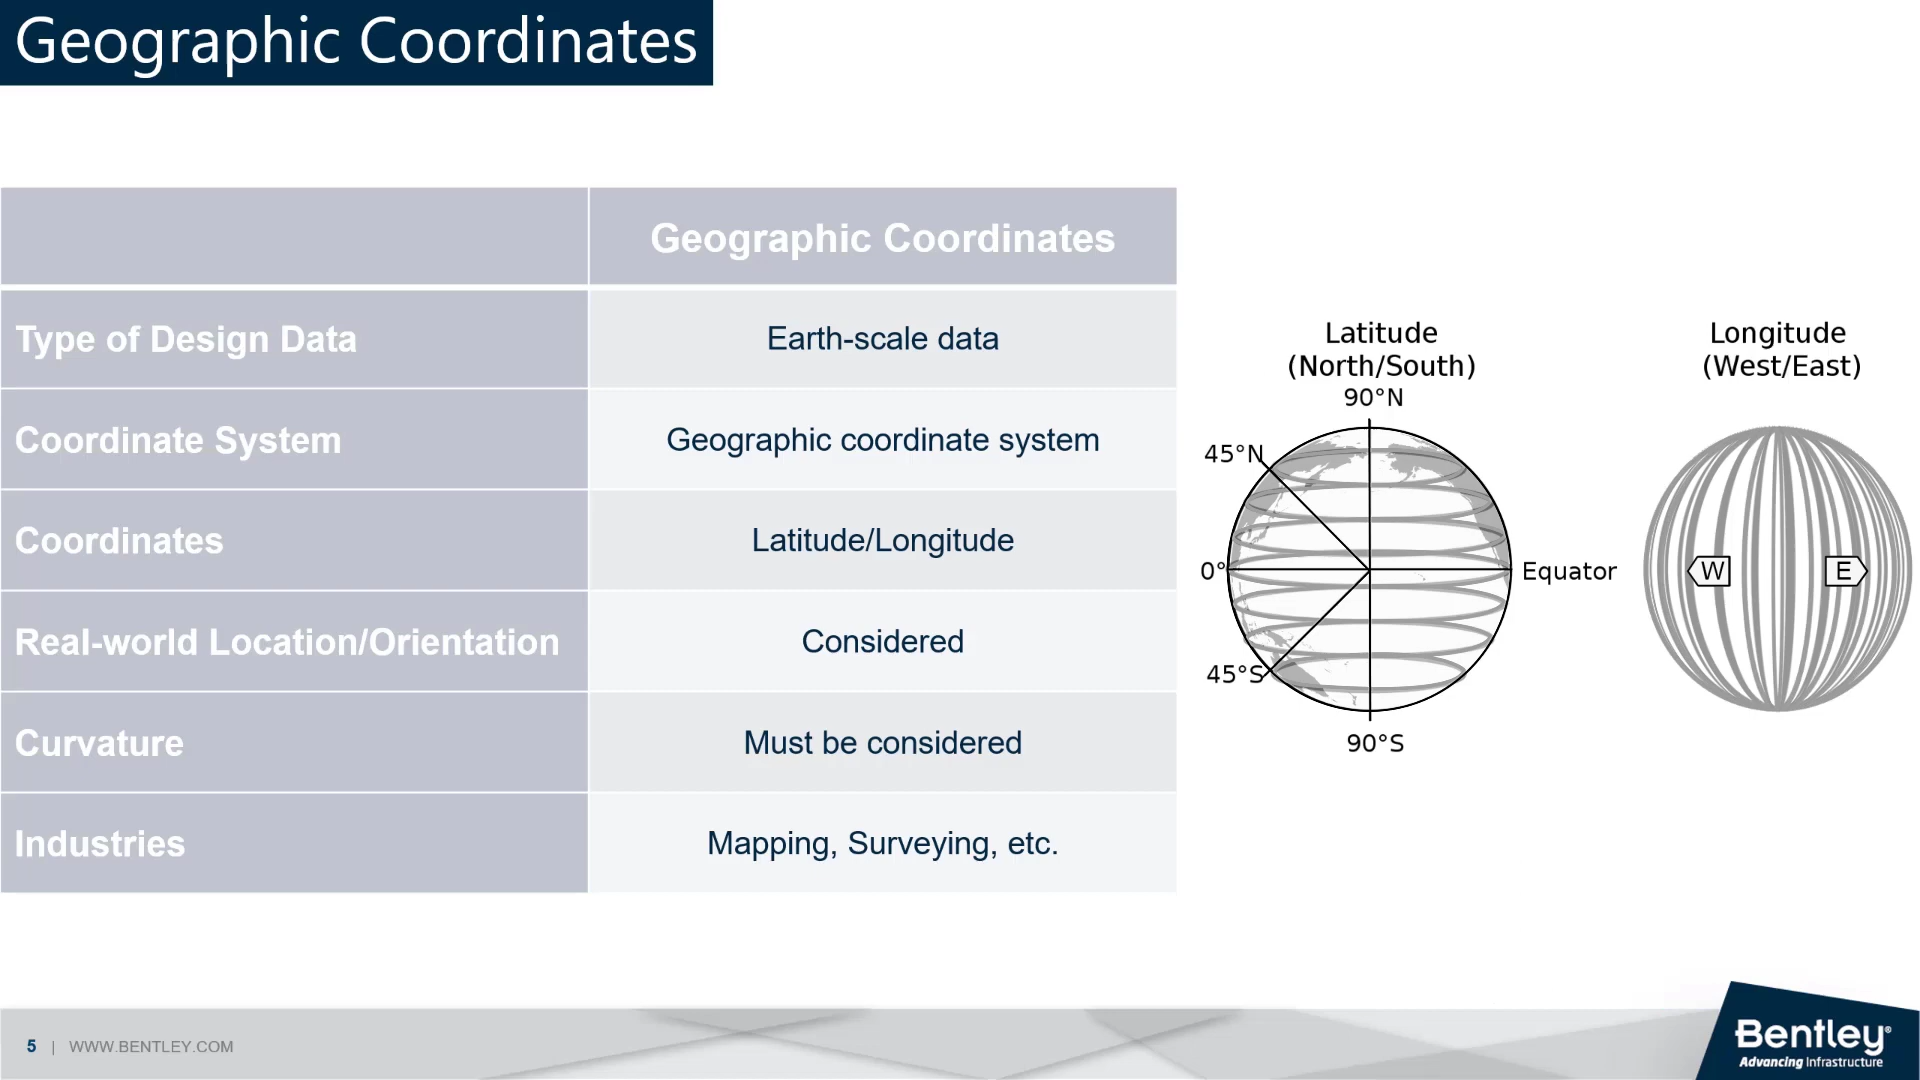 Geographic Coordinates
Geographic Coordinates
Type of Design Data
Earth-scale data
Coordinate System
Geographic coordinate system
Coordinates
Latitude/Longitude
Real-world Location/Orientation
Considered
Curvature
Must be considered
Industries
Mapping, Surveying, etc.
Latitude
(North/South)
90°N
45°N
0°
Equator
45°S
90°S
Longitude
(West/East)
W
E
5 | WWW.BENTLEY.COM
Bentley®
Advancing Infrastructure